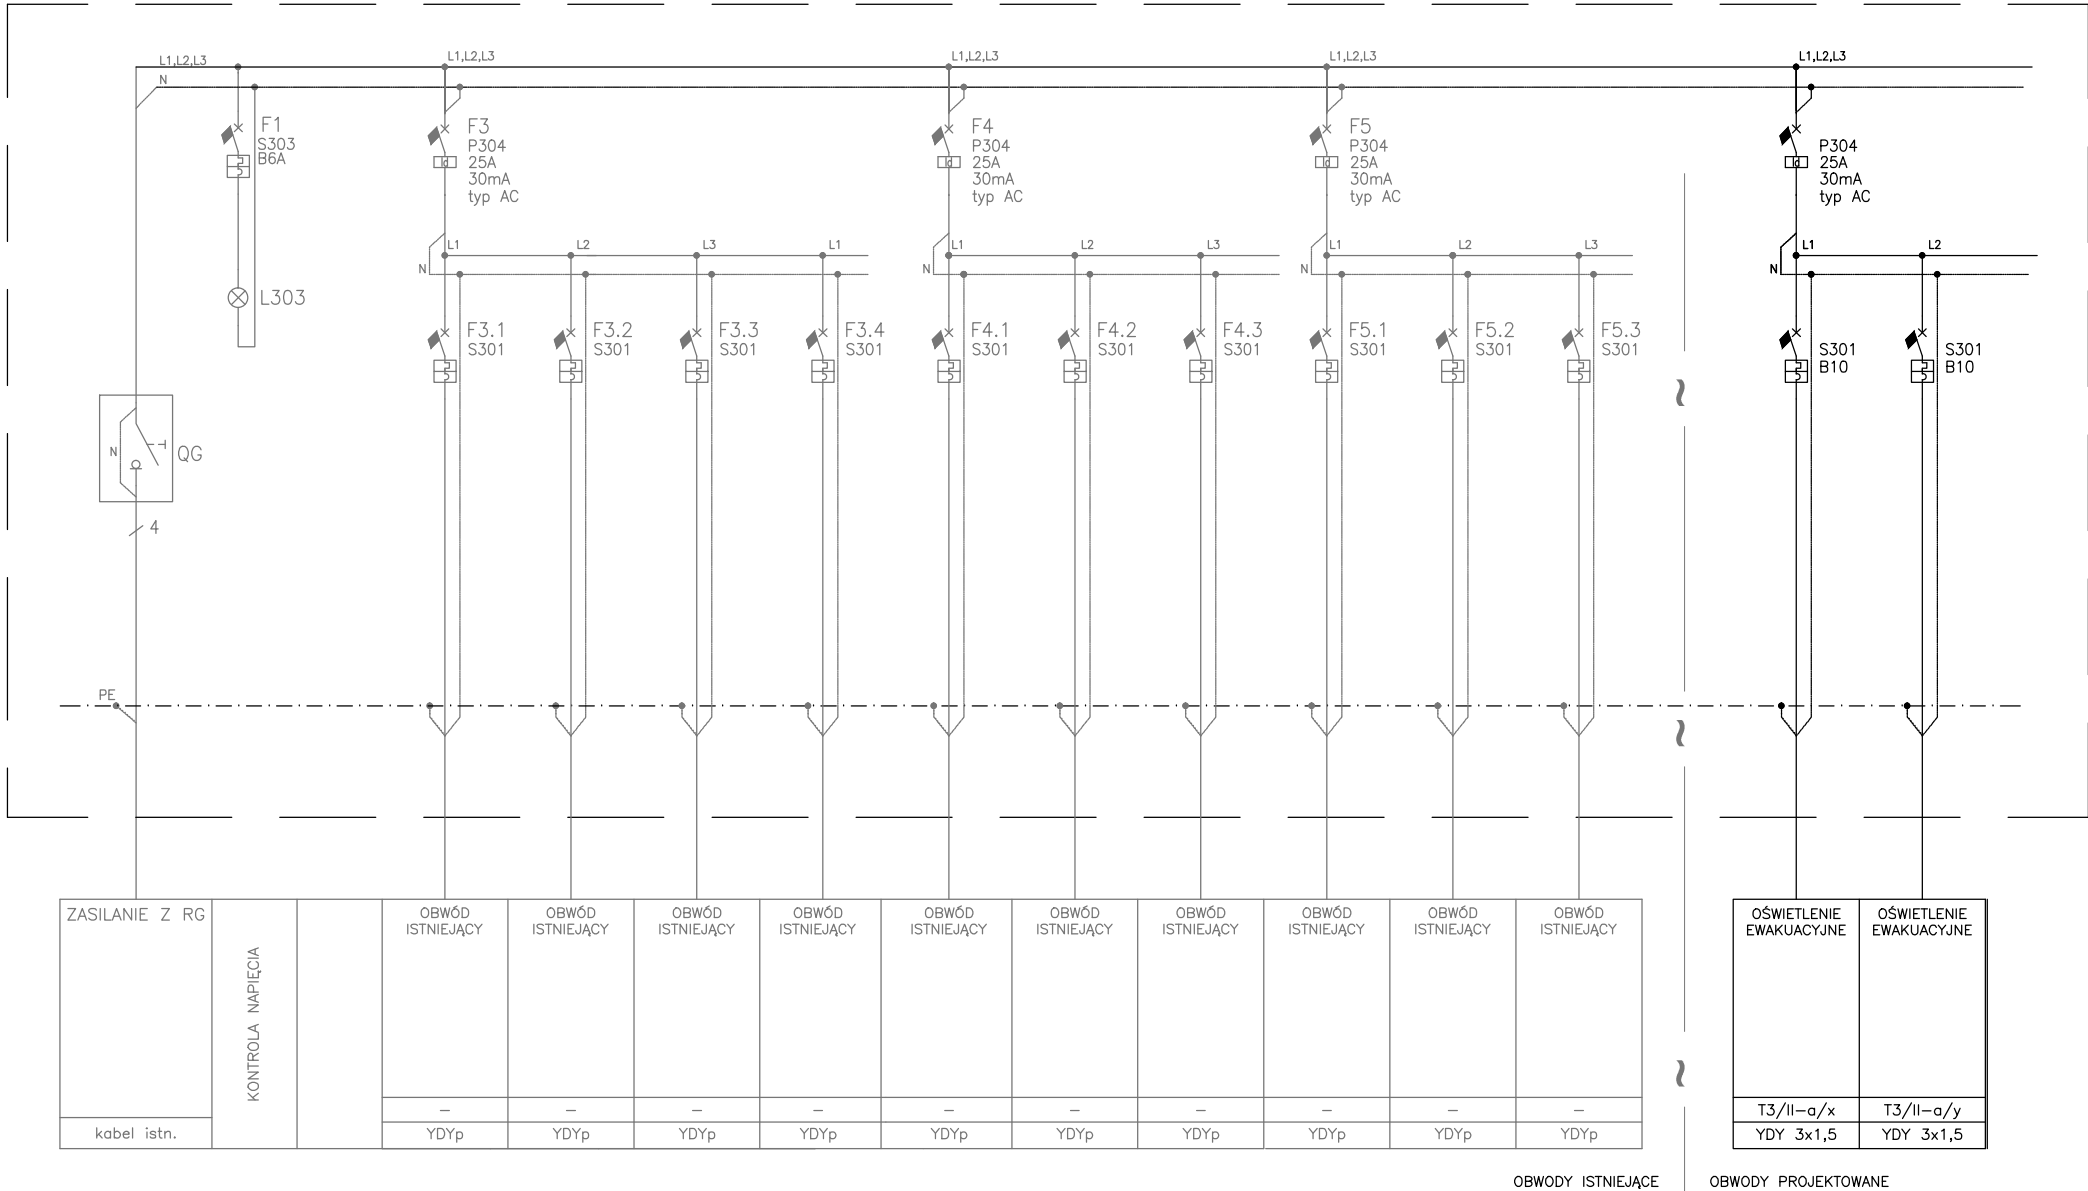 L1,L2,L3
L1,L2,L3
L1,L2,L3
L1,L2,L3
L1,L2,L3
N
F1
S303
B6A
F3
P304
25A
30mA
typ AC
F4
P304
25A
30mA
typ AC
F5
P304
25A
30mA
typ AC
P304
25A
30mA
typ AC
L1
L2
L3
L1
L1
L2
L3
L1
L2
L3
L1
L2
N
N
N
N
L303
F3.1
S301
F3.2
S301
F3.3
S301
F3.4
S301
F4.1
S301
F4.2
S301
F4.3
S301
F5.1
S301
F5.2
S301
F5.3
S301
S301
B10
S301
B10
N
QG
4
PE
ZASILANIE Z RG
kabel istn.
KONTROLA NAPIĘCIA
OBWÓD
ISTNIEJĄCY
–
YDYp
OBWÓD
ISTNIEJĄCY
–
YDYp
OBWÓD
ISTNIEJĄCY
–
YDYp
OBWÓD
ISTNIEJĄCY
–
YDYp
OBWÓD
ISTNIEJĄCY
–
YDYp
OBWÓD
ISTNIEJĄCY
–
YDYp
OBWÓD
ISTNIEJĄCY
–
YDYp
OBWÓD
ISTNIEJĄCY
–
YDYp
OBWÓD
ISTNIEJĄCY
–
YDYp
OBWÓD
ISTNIEJĄCY
–
YDYp
OŚWIETLENIE
EWAKUACYJNE
T3/II–a/x
YDY 3x1,5
OŚWIETLENIE
EWAKUACYJNE
T3/II–a/y
YDY 3x1,5
OBWODY ISTNIEJĄCE
OBWODY PROJEKTOWANE